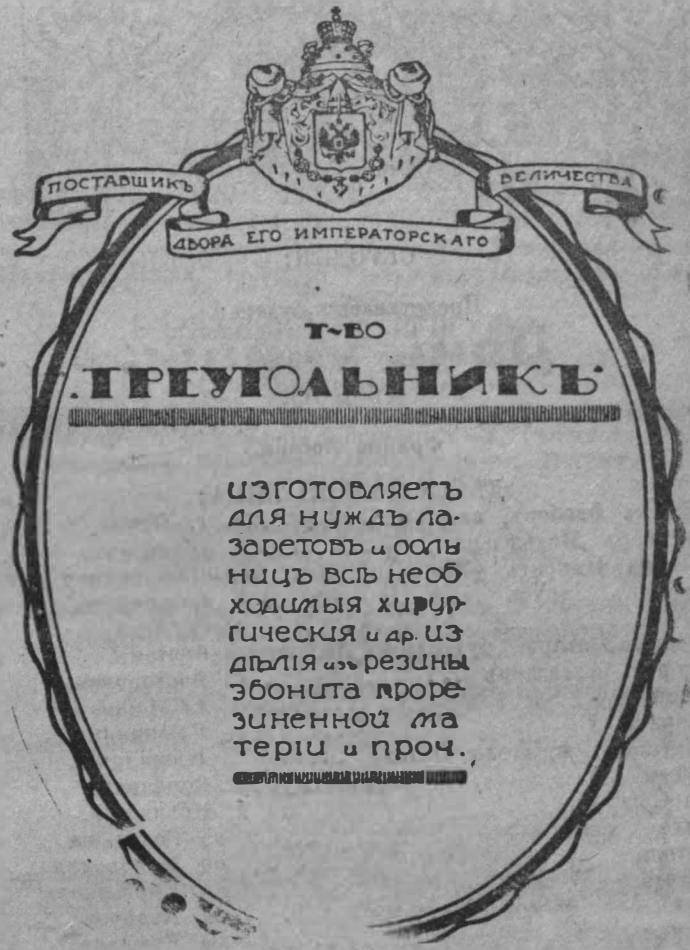 ПОСТАВЩИКЪ
ДВОРА ЕГО ИМПЕРАТОРСКАГО
ВЕЛИЧЕСТВА
Т~ВО
„ТРЕУГОЛЬНИКЪ“
ИЗГОТОВЛЯЕТЪ
ДЛЯ НУЖДЪ ЛА-
ЗАРЕТОВЪ и БОЛЬ
НИЦЪ ВСѢ НЕОБ
ХОДИМЫЯ ХИРУР-
ГИЧЕСКІЯ и ДР. ИЗ
ДѢЛІЯ изъ РЕЗИНЫ
ЭБОНИТА ПРОРЕ-
ЗИНЕННОЙ МА
ТЕРІИ и ПРОЧ.